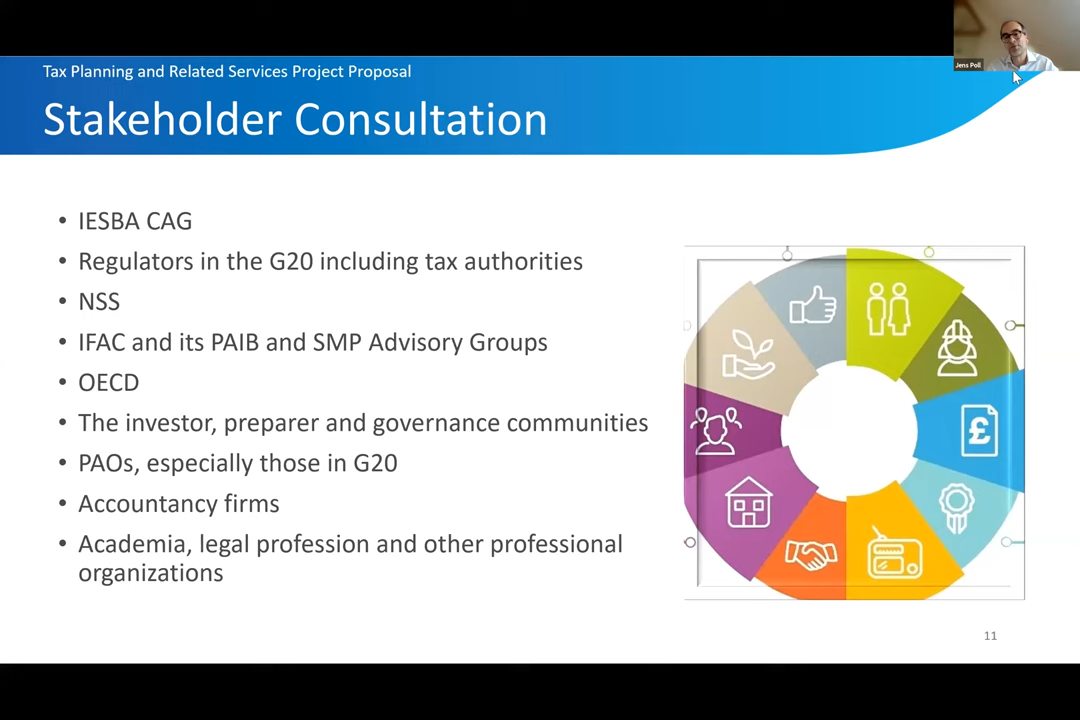 Jens Poll
Tax Planning and Related Services Project Proposal
Stakeholder Consultation
• IESBA CAG
• Regulators in the G20 including tax authorities
• NSS
• IFAC and its PAIB and SMP Advisory Groups
• OECD
• The investor, preparer and governance communities
• PAOs, especially those in G20
• Accountancy firms
• Academia, legal profession and other professional
organizations
£
11